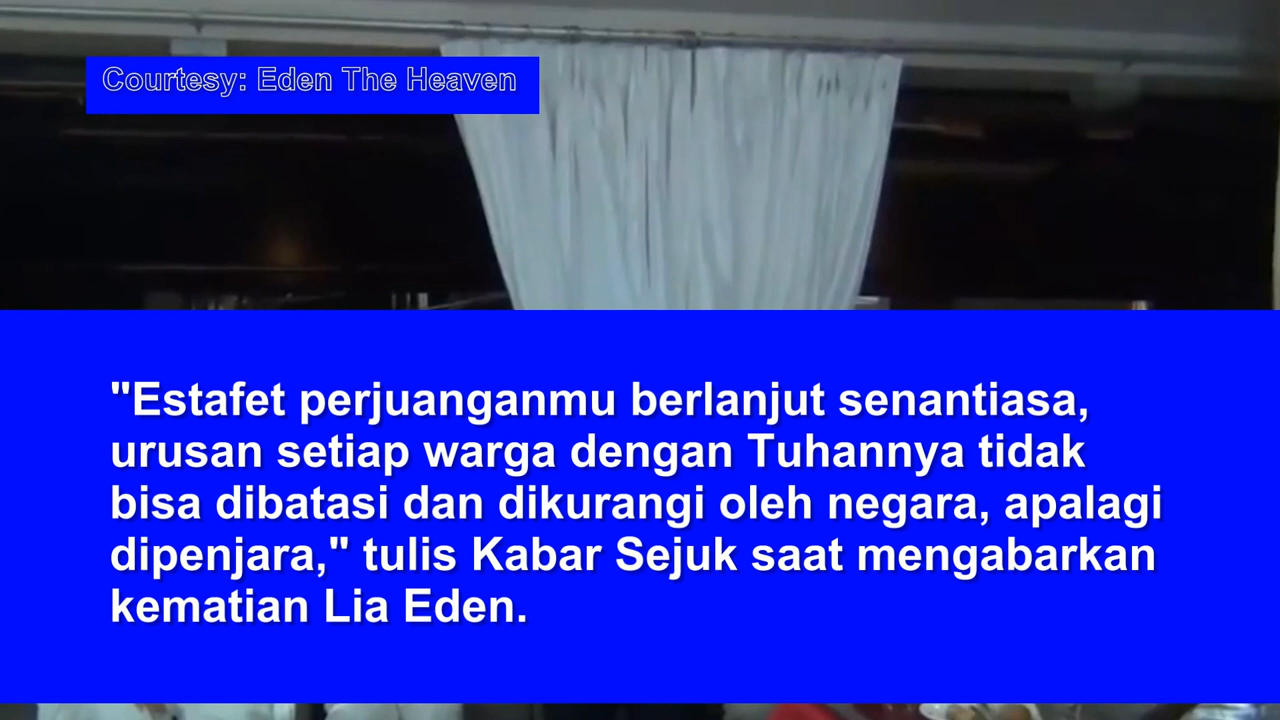 Courtesy: Eden The Heaven
"Estafet perjuanganmu berlanjut senantiasa,
urusan setiap warga dengan Tuhannya tidak
bisa dibatasi dan dikurangi oleh negara, apalagi
dipenjara," tulis Kabar Sejuk saat mengabarkan
kematian Lia Eden.